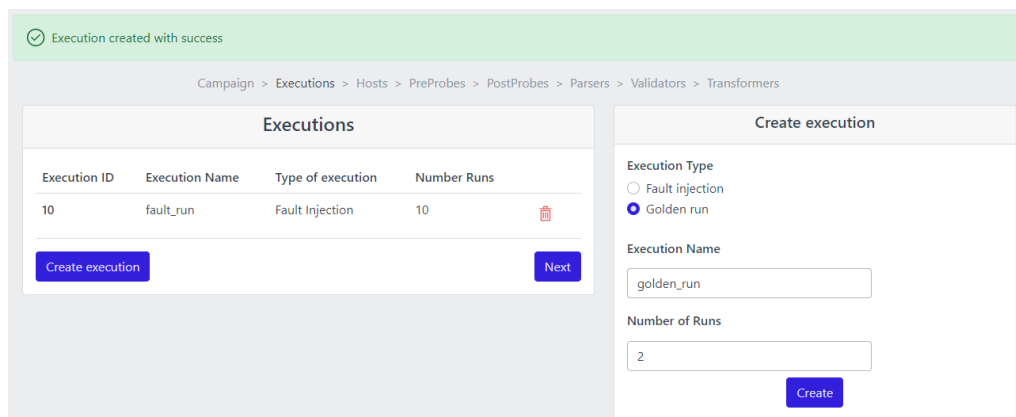 Execution created with success
Campaign > Executions > Hosts > PreProbes > PostProbes > Parsers > Validators > Transformers
Executions
Execution ID Execution Name Type of execution Number Runs
10 fault_run Fault Injection 10
Create execution Next
Create execution
Execution Type
Fault injection
Golden run
Execution Name
golden_run
Number of Runs
2
Create